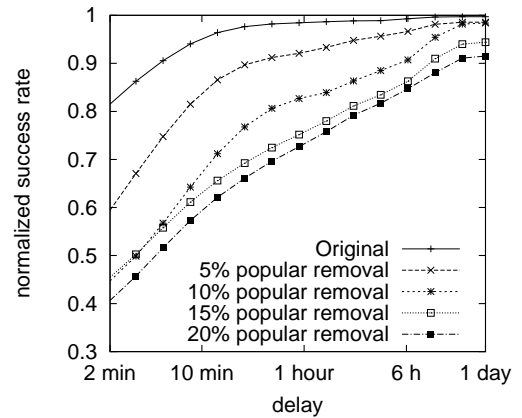 1
0.9
0.8
0.7
0.6
0.5
0.4
0.3
normalized success rate
Original
5% popular removal
10% popular removal
15% popular removal
20% popular removal
2 min 10 min 1 hour 6 h 1 day
delay